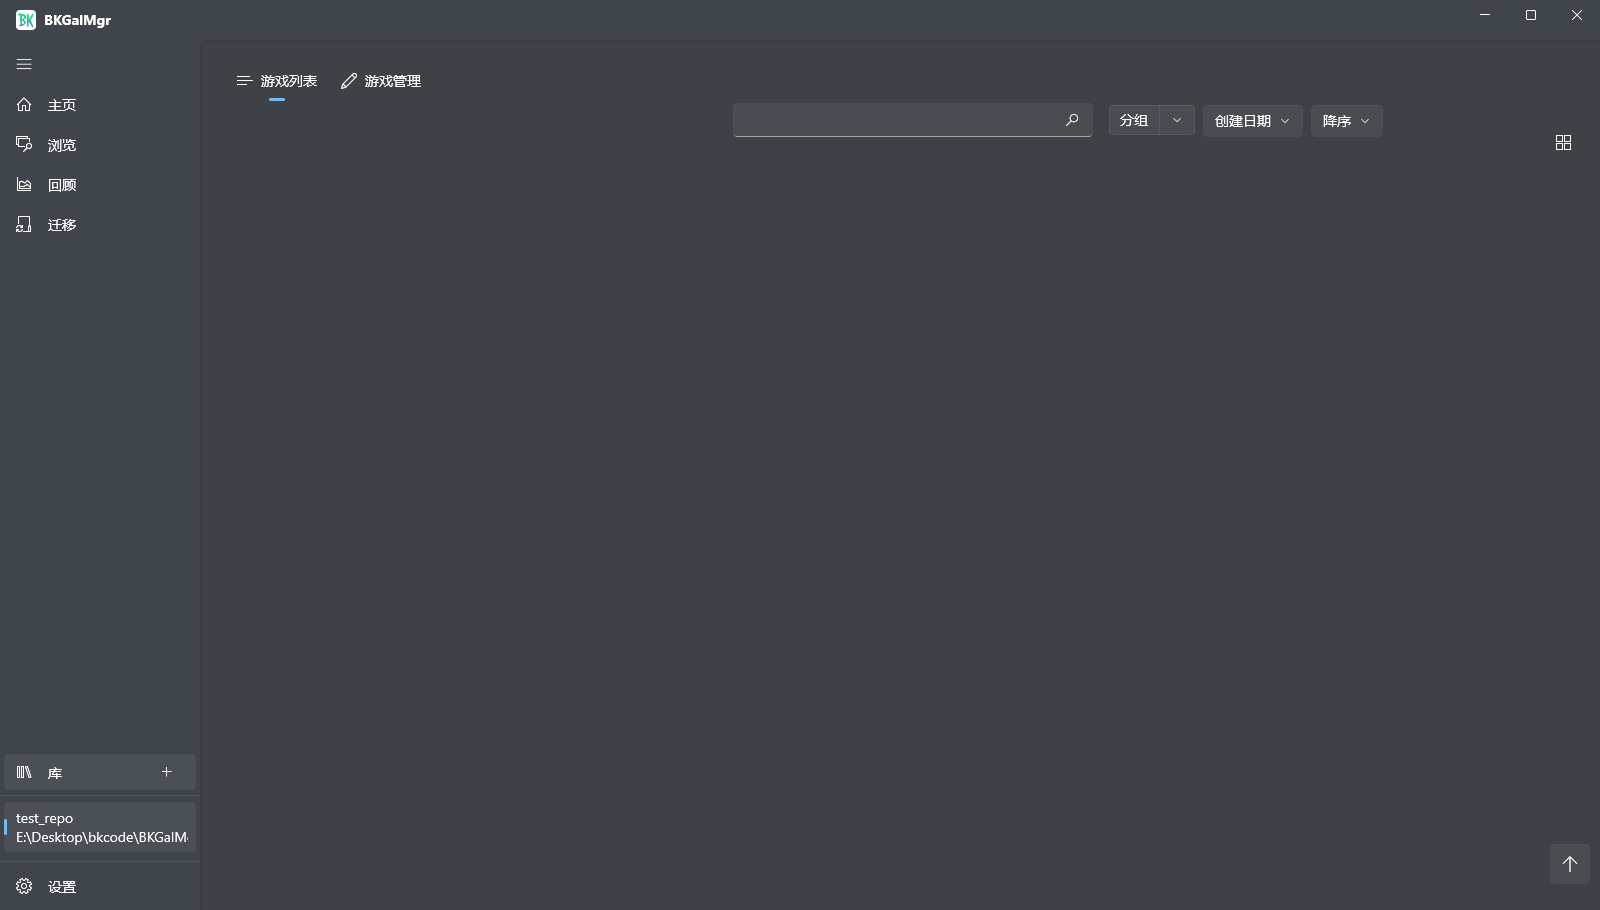 BK BKGalMgr
主页
浏览
回顾
迁移
游戏列表 游戏管理
分组 创建日期 降序
库
test_repo
E:\Desktop\bkcode\BKGalM
设置